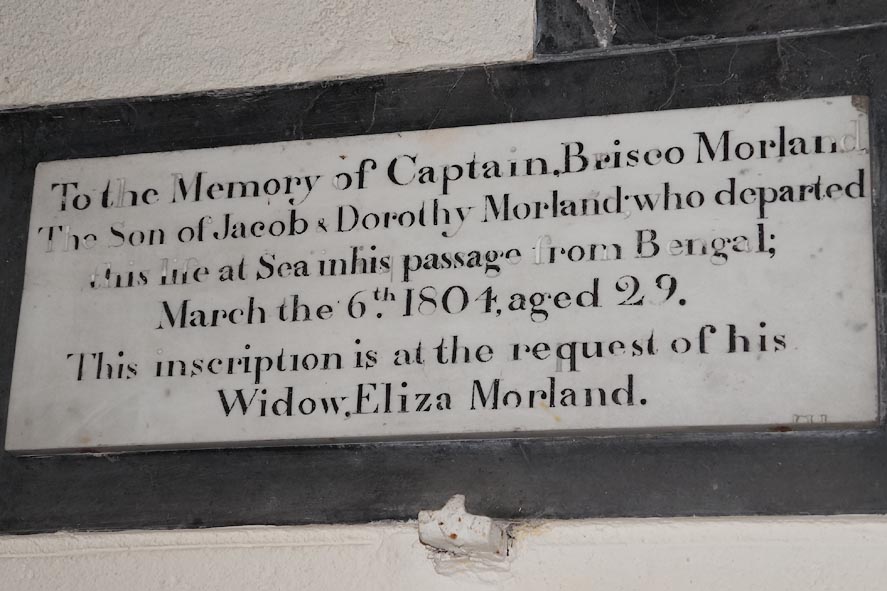 To the Memory of Captain, Brisco Morland
The Son of Jacob & Dorothy Morland; who departed
this life at Sea in his passage from Bengal;
March the 6th. 1804, aged 29.
This inscription is at the request of his
Widow, Eliza Morland.